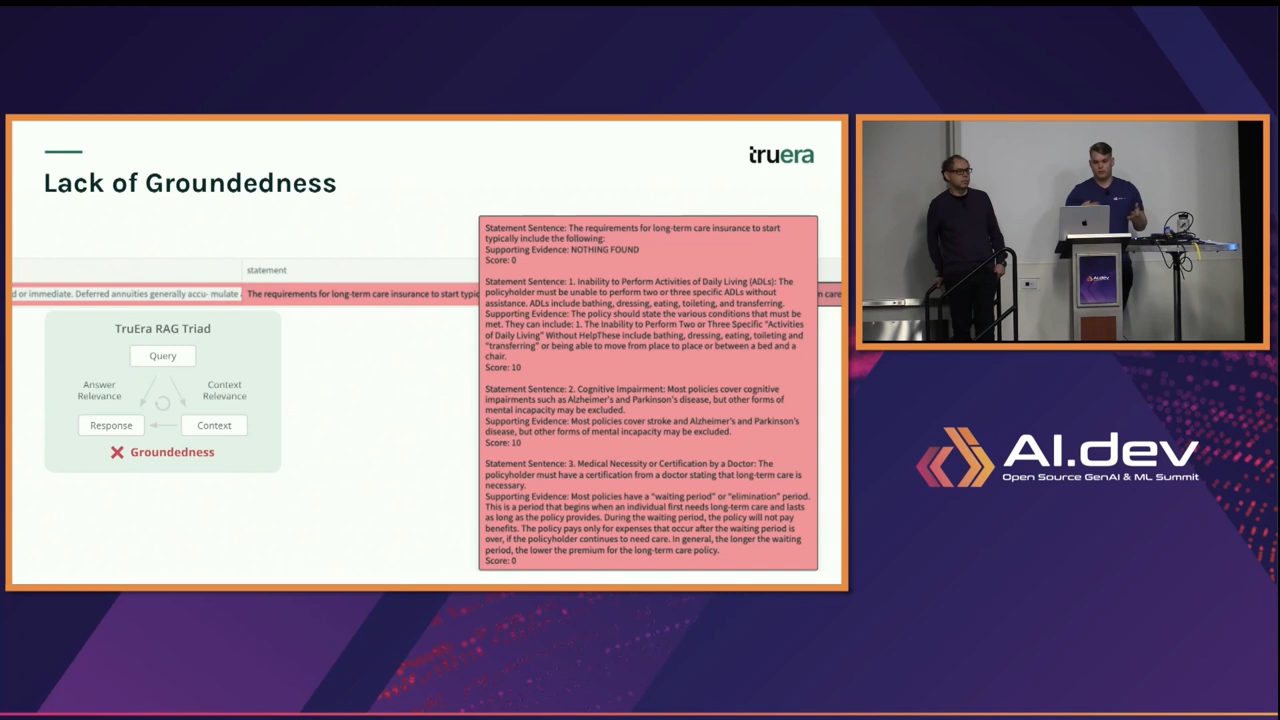 truera
Lack of Groundedness
statement
d or immediate. Deferred annuities generally accu- mulate
The requirements for long-term care insurance to start typic
m care
TruEra RAG Triad
Query
Answer
Relevance
Context
Relevance
Response
Context
Groundedness
Statement Sentence: The requirements for long-term care insurance to start
typically include the following:
Supporting Evidence: NOTHING FOUND
Score: 0
Statement Sentence: 1. Inability to Perform Activities of Daily Living (ADLs): The
policyholder must be unable to perform two or three specific ADLs without
assistance. ADLs include bathing, dressing, eating, toileting, and transferring.
Supporting Evidence: The policy should state the various conditions that must be
met. They can include: 1. The Inability to Perform Two or Three Specific "Activities
of Daily Living" Without HelpThese include bathing, dressing, eating, toileting and
"transferring" or being able to move from place to place or between a bed and a
chair.
Score: 10
Statement Sentence: 2. Cognitive Impairment: Most policies cover cognitive
impairments such as Alzheimer's and Parkinson's disease, but other forms of
mental incapacity may be excluded.
Supporting Evidence: Most policies cover stroke and Alzheimer's and Parkinson's
disease, but other forms of mental incapacity may be excluded.
Score: 10
Statement Sentence: 3. Medical Necessity or Certification by a Doctor: The
policyholder must have a certification from a doctor stating that long-term care is
necessary.
Supporting Evidence: Most policies have a "waiting period" or "elimination" period.
This is a period that begins when an individual first needs long-term care and lasts
as long as the policy provides. During the waiting period, the policy will not pay
benefits. The policy pays only for expenses that occur after the waiting period is
over, if the policyholder continues to need care. In general, the longer the waiting
period, the lower the premium for the long-term care policy.
Score: 0
AI.dev
AI.dev
Open Source GenAI & ML Summit